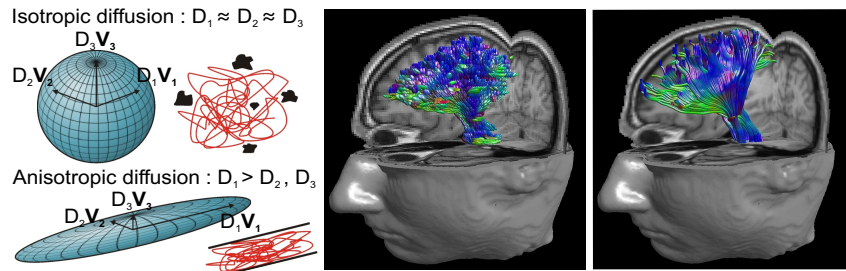 Isotropic diffusion : D₁ ≈ D₂ ≈ D₃
D₃V₃
D₂V₂ D₁V₁
Anisotropic diffusion : D₁ > D₂ , D₃
D₃V₃
D₂V₂
D₁V₁